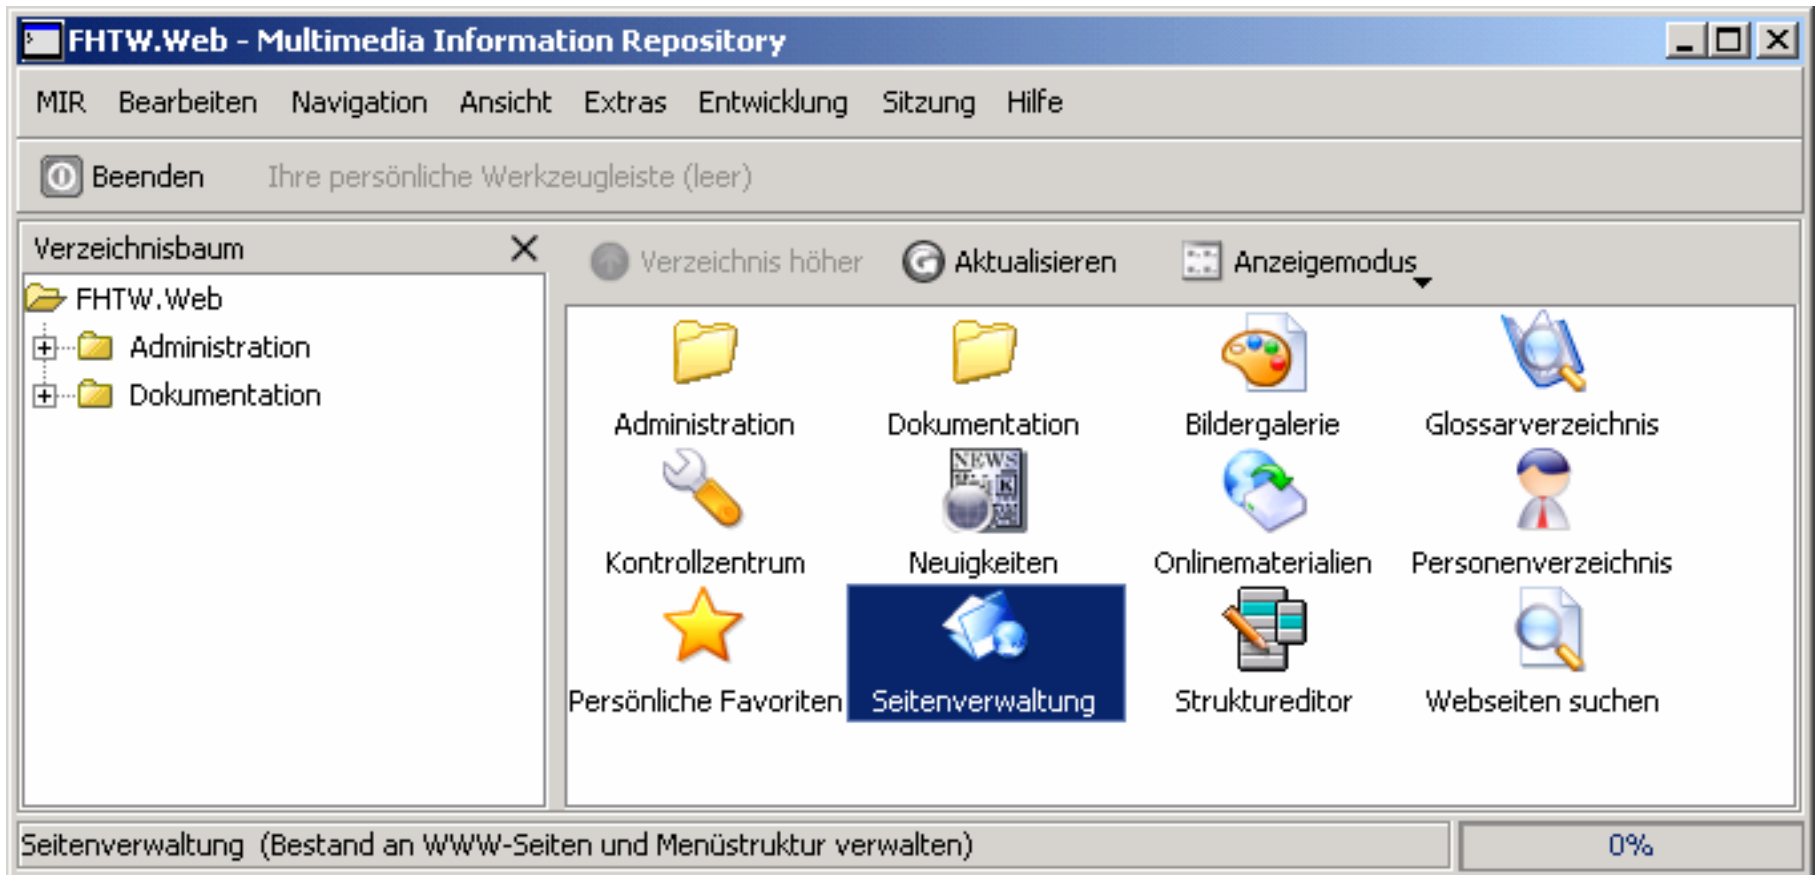 FHTW.Web - Multimedia Information Repository
MIR Bearbeiten Navigation Ansicht Extras Entwicklung Sitzung Hilfe
Beenden Ihre persönliche Werkzeugleiste (leer)
Verzeichnisbaum
FHTW.Web
Administration
Dokumentation
Verzeichnis höher Aktualisieren Anzeigemodus
Administration Dokumentation Bildergalerie Glossarverzeichnis
NEWS
Kontrollzentrum Neuigkeiten Onlinematerialien Personenverzeichnis
Persönliche Favoriten Seitenverwaltung Struktureditor Webseiten suchen
Seitenverwaltung (Bestand an WWW-Seiten und Menüstruktur verwalten) 0%